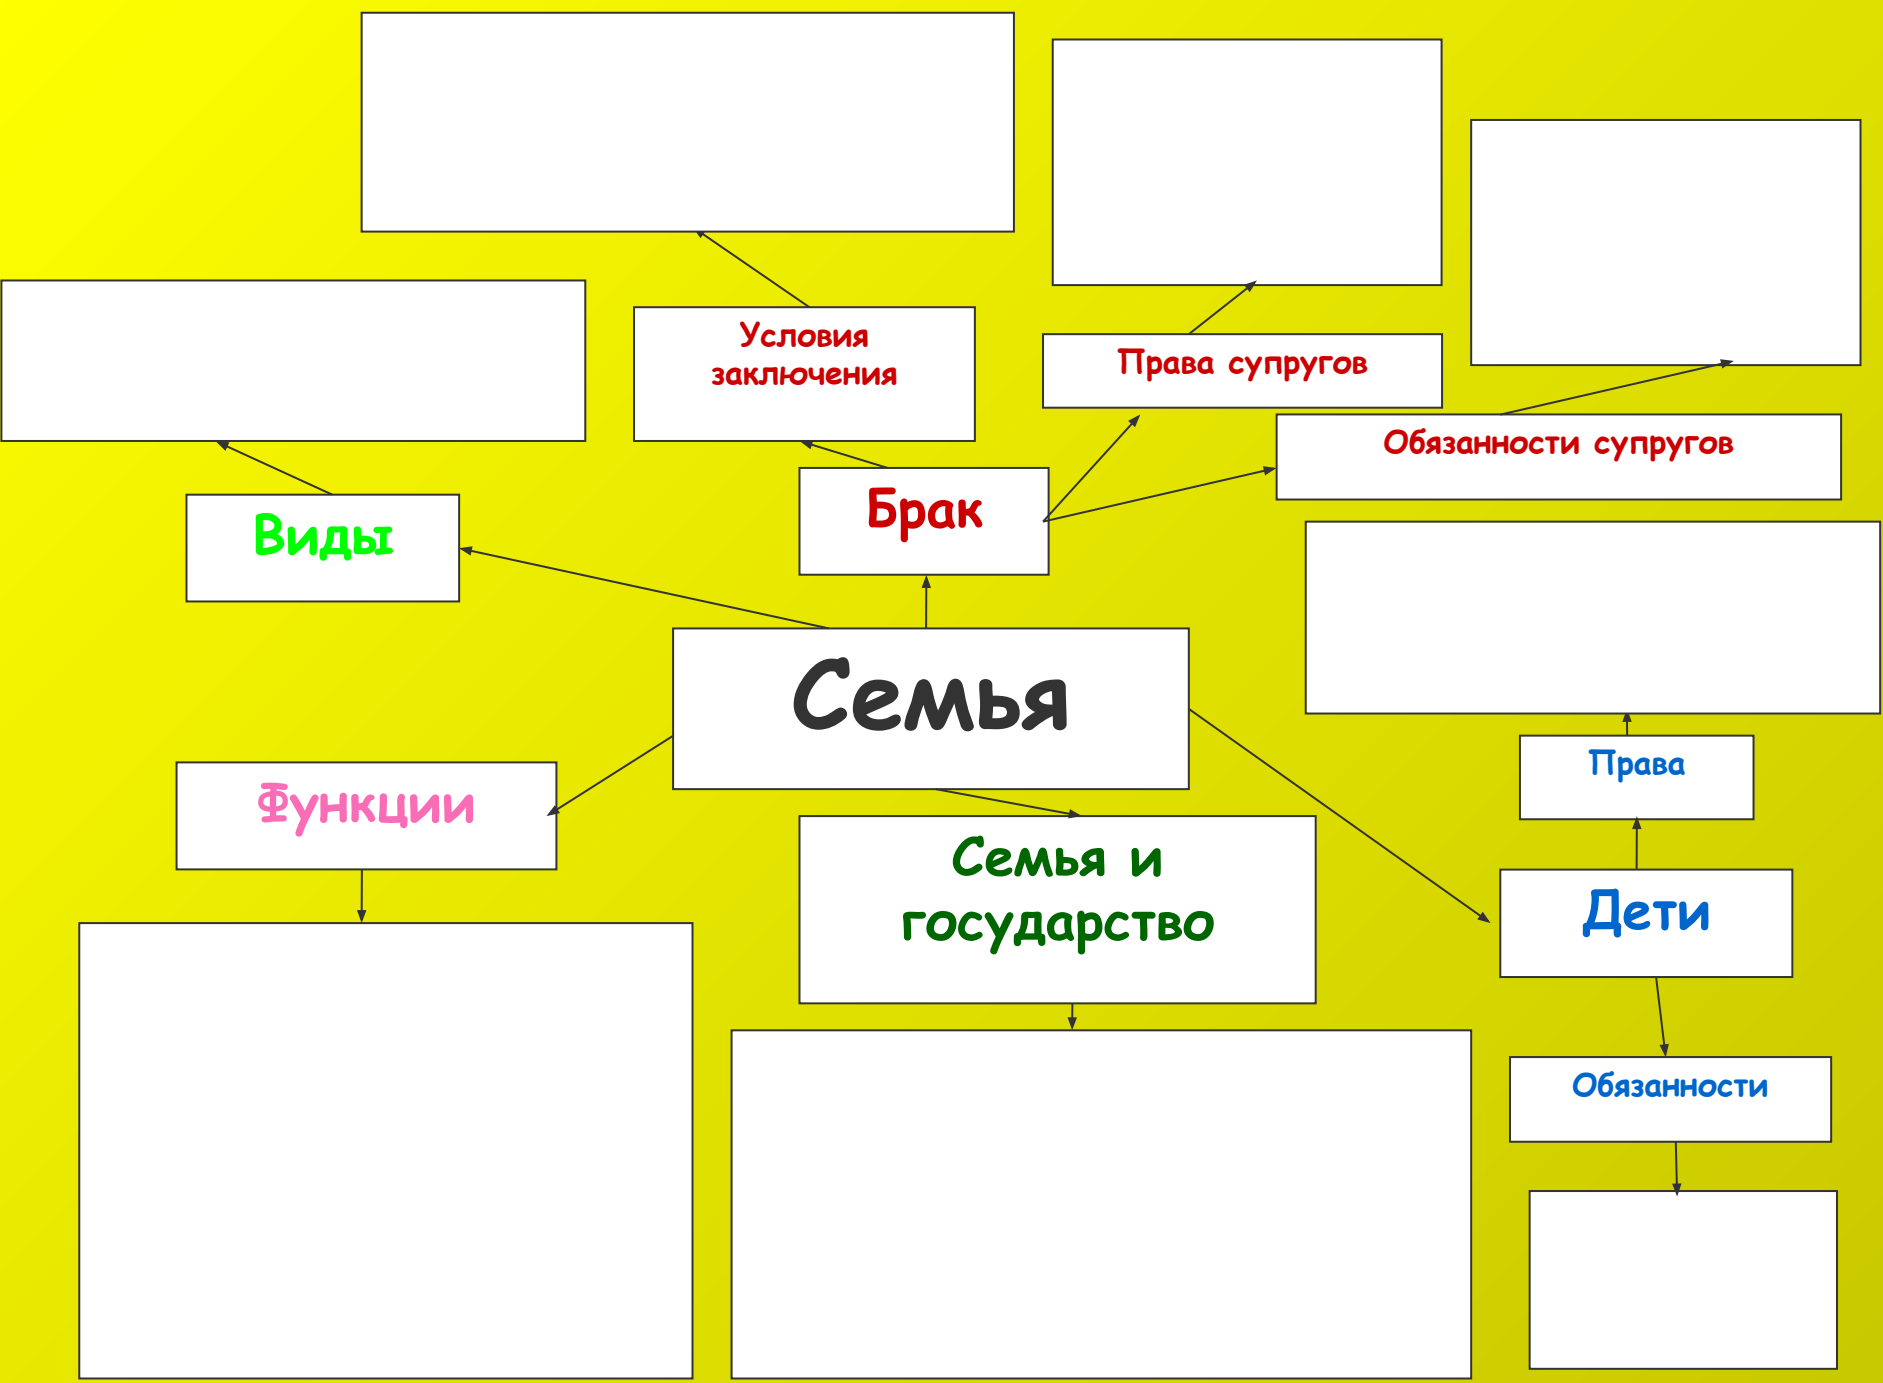 Условия
заключения
Права супругов
Обязанности супругов
Брак
Виды
Семья
Функции
Права
Семья и
государство
Дети
Обязанности